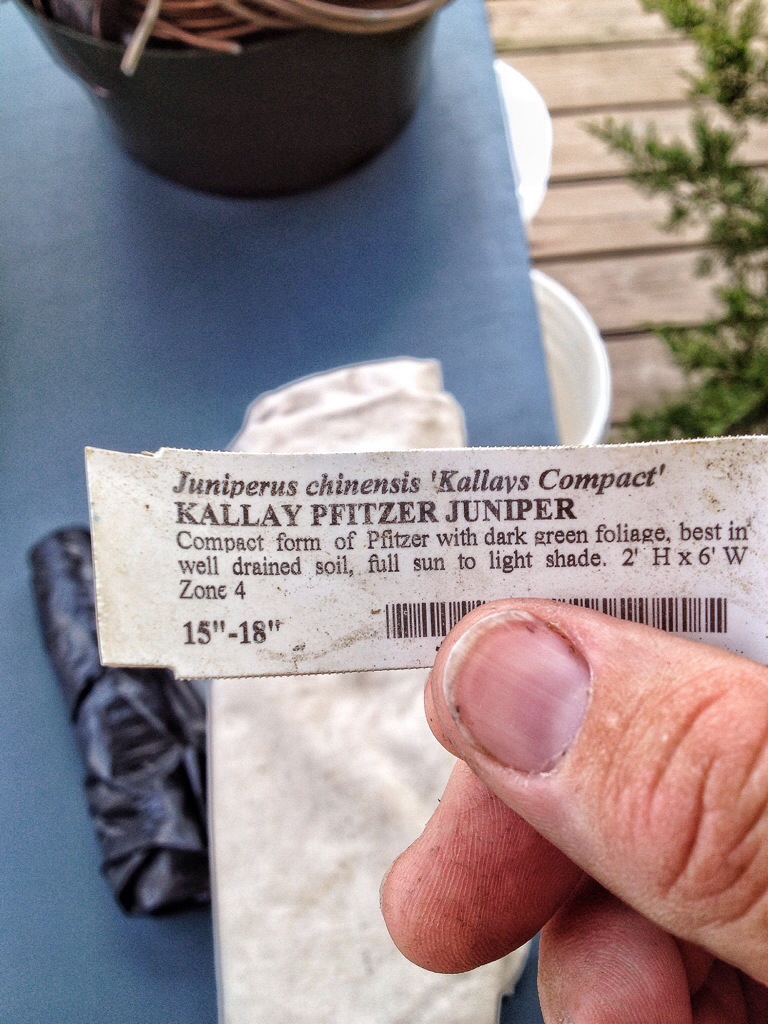 Juniperus chinensis 'Kallays Compact'
KALLAY PFITZER JUNIPER
Compact form of Pfitzer with dark green foliage, best in
well drained soil, full sun to light shade. 2' H x 6' W
Zone 4
15"-18"